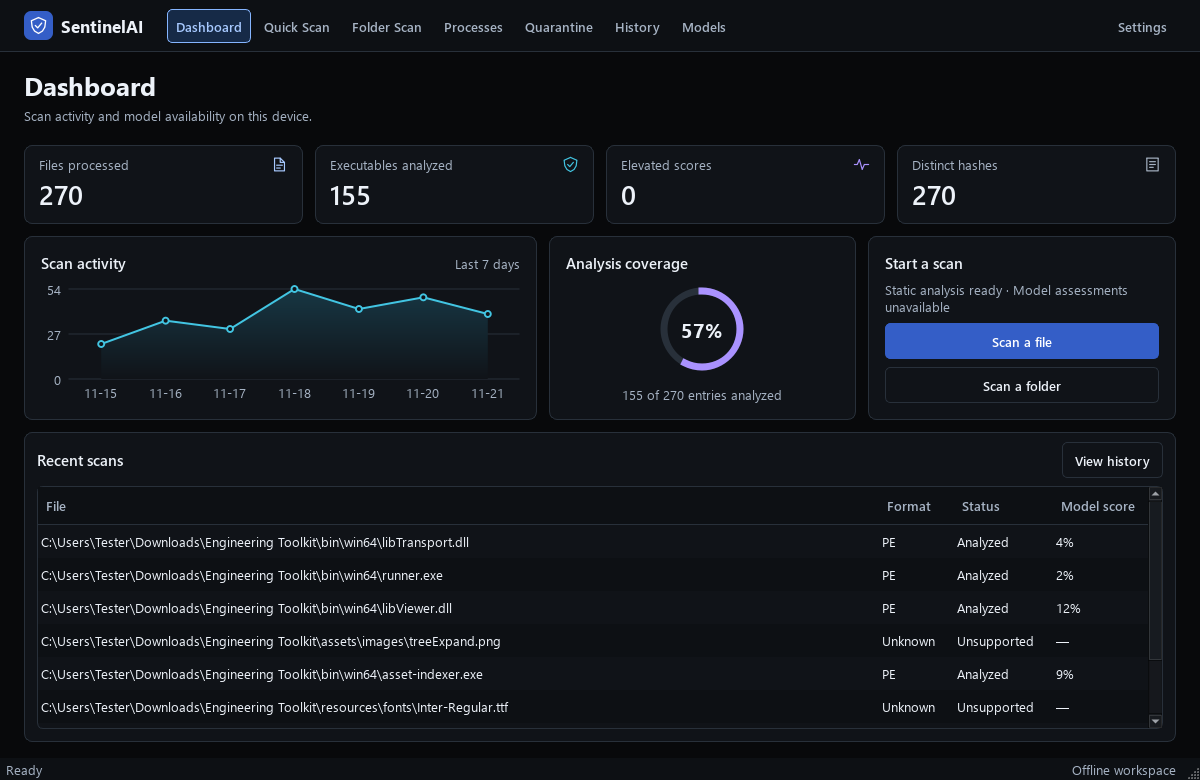 SentinelAI
Dashboard
Quick Scan
Folder Scan
Processes
Quarantine
History
Models
Settings
Dashboard
Scan activity and model availability on this device.
Files processed
270
Executables analyzed
155
Elevated scores
0
Distinct hashes
270
Scan activity
Last 7 days
54
27
0
11-15
11-16
11-17
11-18
11-19
11-20
11-21
Analysis coverage
57%
155 of 270 entries analyzed
Start a scan
Static analysis ready · Model assessments
unavailable
Scan a file
Scan a folder
Recent scans
View history
File Format Status Model score
C:\Users\Tester\Downloads\Engineering Toolkit\bin\win64\libTransport.dll PE Analyzed 4%
C:\Users\Tester\Downloads\Engineering Toolkit\bin\win64\runner.exe PE Analyzed 2%
C:\Users\Tester\Downloads\Engineering Toolkit\bin\win64\libViewer.dll PE Analyzed 12%
C:\Users\Tester\Downloads\Engineering Toolkit\assets\images\treeExpand.png Unknown Unsupported —
C:\Users\Tester\Downloads\Engineering Toolkit\bin\win64\asset-indexer.exe PE Analyzed 9%
C:\Users\Tester\Downloads\Engineering Toolkit\resources\fonts\Inter-Regular.ttf Unknown Unsupported —
Ready
Offline workspace